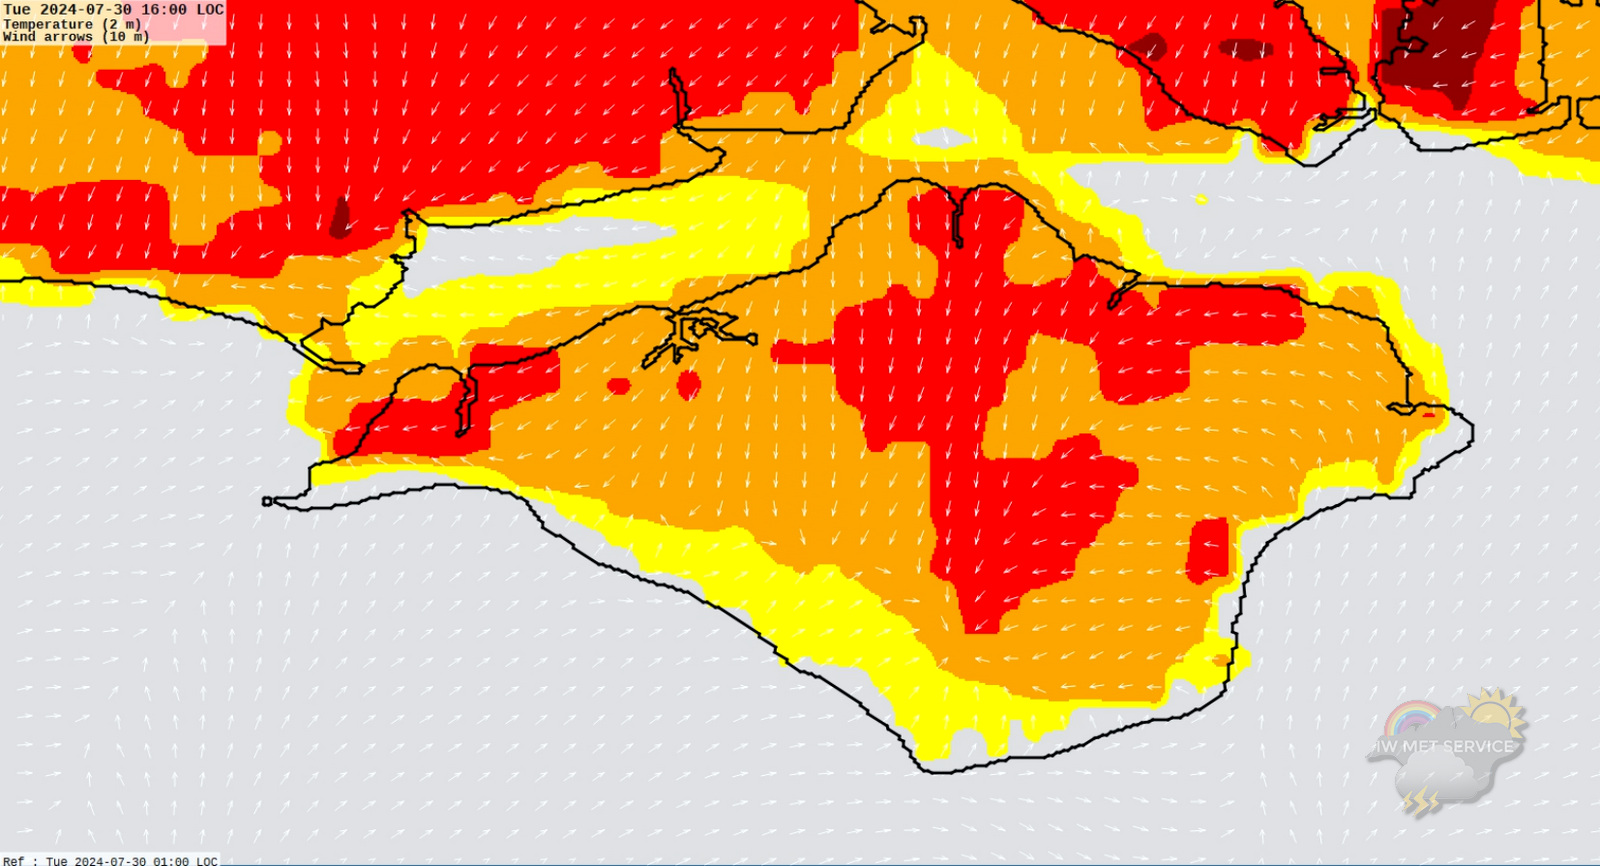 Tue 2024-07-30 16:00 LOC
Temperature (2 m)
Wind arrows (10 m)
IW MET SERVICE
Ref : Tue 2024-07-30 01:00 LOC